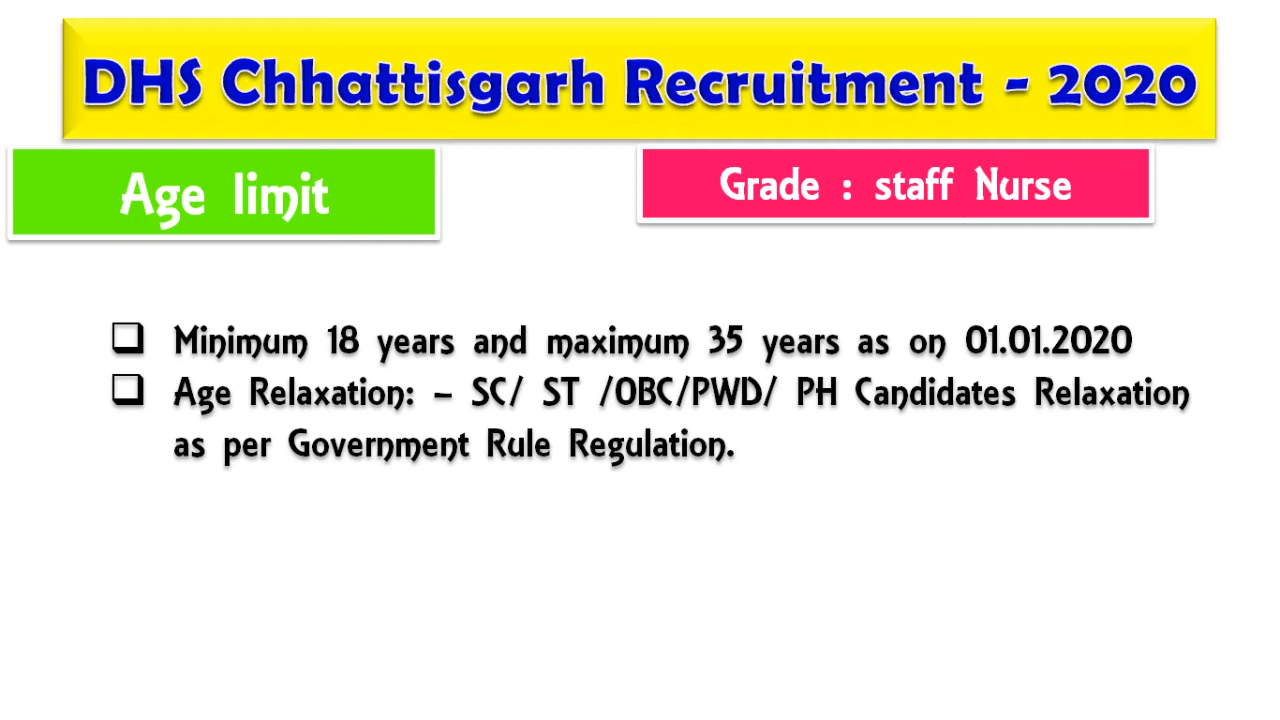 DHS Chhattisgarh Recruitment - 2020
Age limit
Grade : staff Nurse
Minimum 18 years and maximum 35 years as on 01.01.2020
Age Relaxation: – SC/ ST /OBC/PWD/ PH Candidates Relaxation
as per Government Rule Regulation.